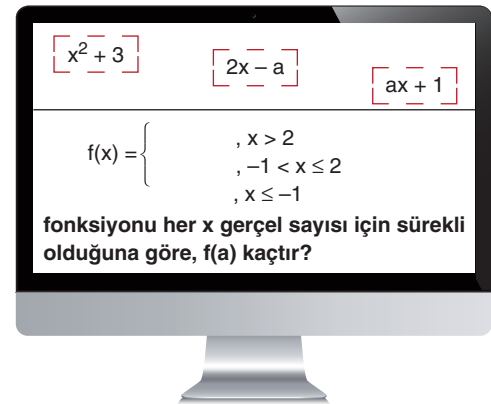 x² + 3
2x – a
ax + 1
f(x) = {
, x > 2
, –1 < x ≤ 2
, x ≤ –1
fonksiyonu her x gerçel sayısı için sürekli
olduğuna göre, f(a) kaçtır?